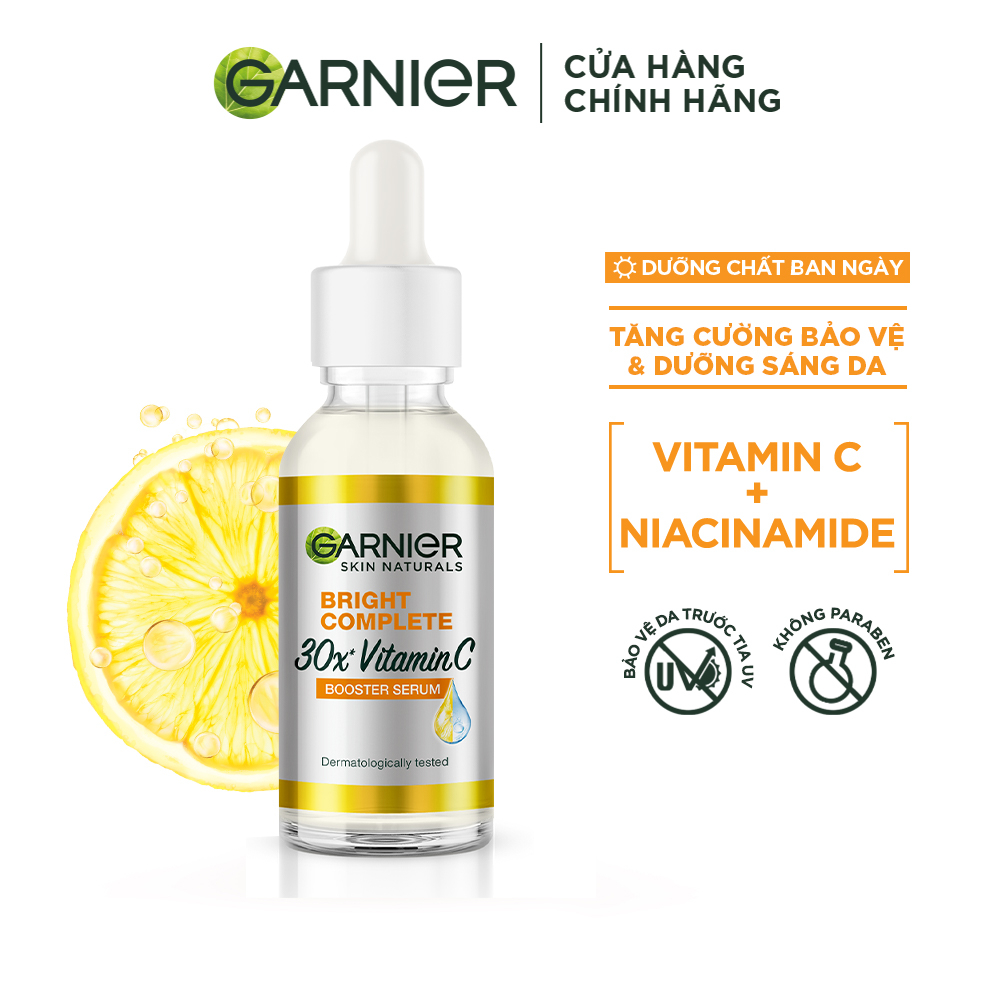 GARNIER
CỬA HÀNG
CHÍNH HÃNG
DƯỠNG CHẤT BAN NGÀY
TĂNG CƯỜNG BẢO VỆ
& DƯỠNG SÁNG DA
VITAMIN C
+
NIACINAMIDE
BẢO VỆ DA TRƯỚC TIA UV
UV
KHÔNG PARABEN
GARNIER
SKIN NATURALS
BRIGHT
COMPLETE
30x* Vitamin C
BOOSTER SERUM
Dermatologically tested